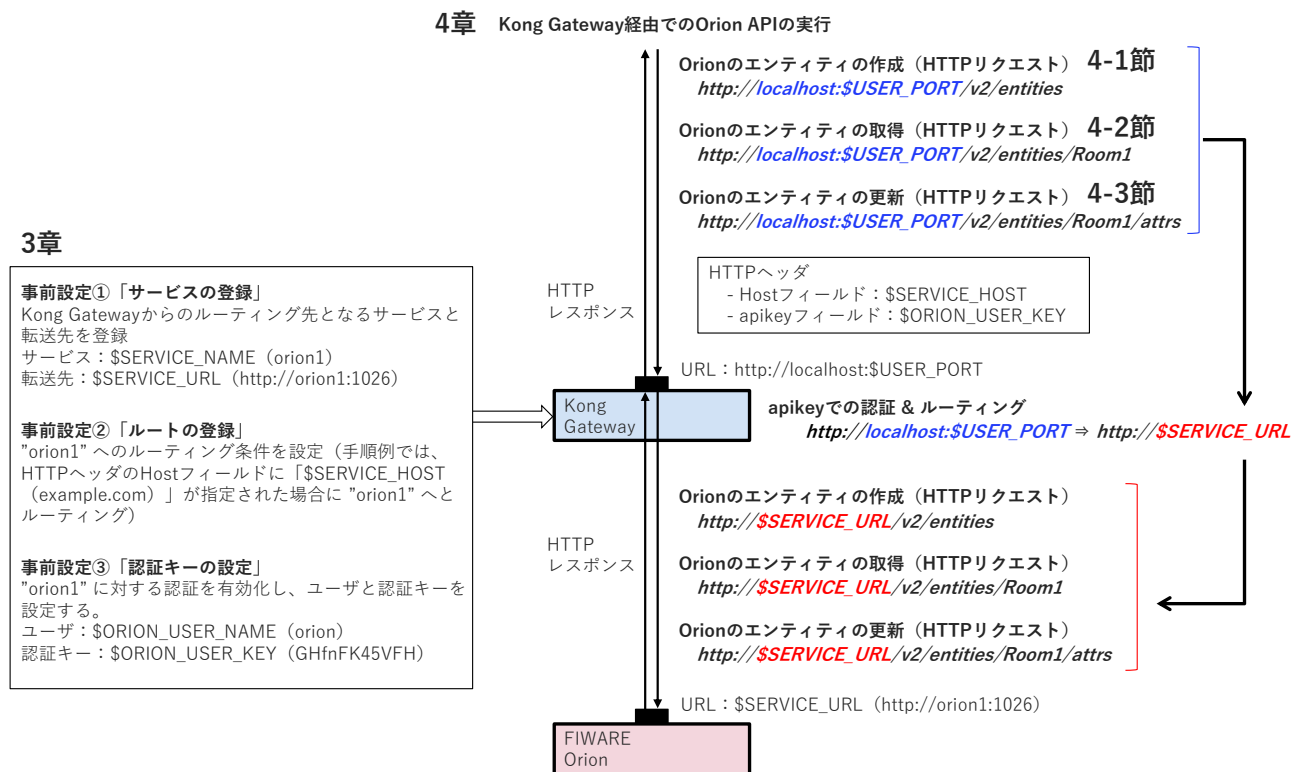 4章 Kong Gateway経由でのOrion APIの実行
Orionのエンティティの作成（HTTPリクエスト） 4-1節
http://localhost:$USER_PORT/v2/entities
Orionのエンティティの取得（HTTPリクエスト） 4-2節
http://localhost:$USER_PORT/v2/entities/Room1
Orionのエンティティの更新（HTTPリクエスト） 4-3節
http://localhost:$USER_PORT/v2/entities/Room1/attrs
3章
事前設定①「サービスの登録」
Kong Gatewayからのルーティング先となるサービスと
転送先を登録
サービス：$SERVICE_NAME（orion1）
転送先：$SERVICE_URL（http://orion1:1026）
事前設定②「ルートの登録」
"orion1" へのルーティング条件を設定（手順例では、
HTTPヘッダのHostフィールドに「$SERVICE_HOST
（example.com）」が指定された場合に "orion1" へと
ルーティング）
事前設定③「認証キーの設定」
"orion1" に対する認証を有効化し、ユーザと認証キーを
設定する。
ユーザ：$ORION_USER_NAME（orion）
認証キー：$ORION_USER_KEY（GHfnFK45VFH）
HTTP
レスポンス
HTTPヘッダ
- Hostフィールド：$SERVICE_HOST
- apikeyフィールド：$ORION_USER_KEY
URL：http://localhost:$USER_PORT
Kong
Gateway
apikeyでの認証 & ルーティング
http://localhost:$USER_PORT ⇒ http://$SERVICE_URL
HTTP
レスポンス
Orionのエンティティの作成（HTTPリクエスト）
http://$SERVICE_URL/v2/entities
Orionのエンティティの取得（HTTPリクエスト）
http://$SERVICE_URL/v2/entities/Room1
Orionのエンティティの更新（HTTPリクエスト）
http://$SERVICE_URL/v2/entities/Room1/attrs
URL：$SERVICE_URL（http://orion1:1026）
FIWARE
Orion